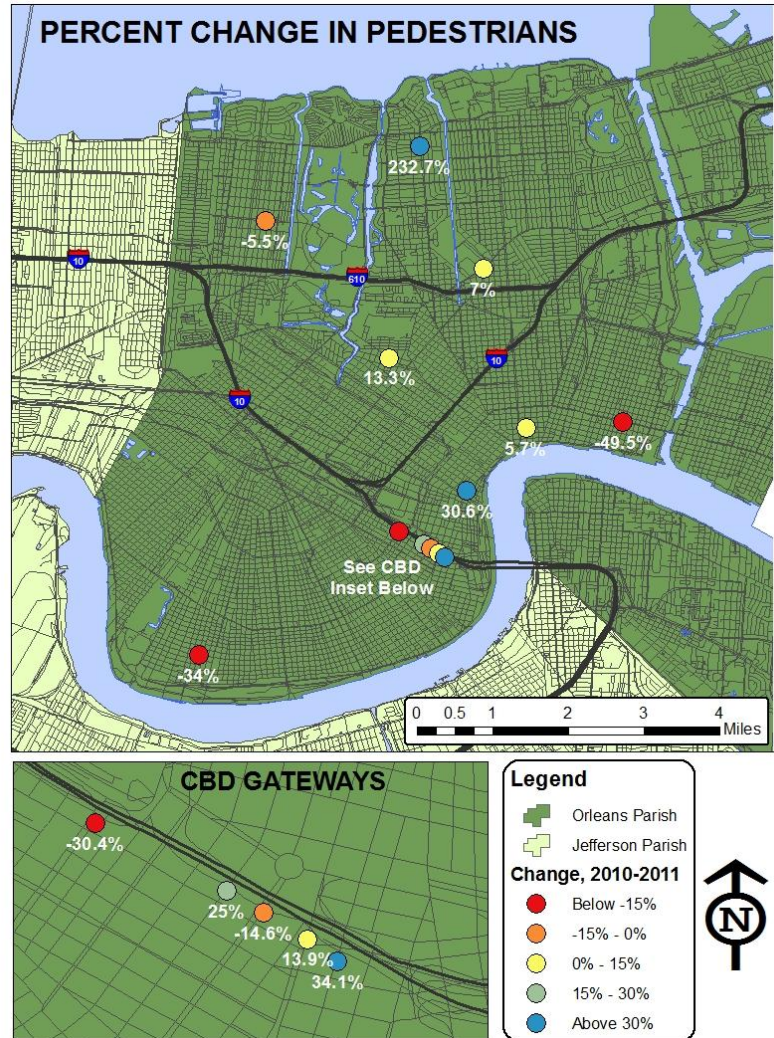 PERCENT CHANGE IN PEDESTRIANS
232.7%
-5.5%
10
610
7%
13.3%
10
10
5.7%
-49.5%
30.6%
See CBD
Inset Below
-34%
0 0.5 1 2 3 4
Miles
CBD GATEWAYS
-30.4%
25%
-14.6%
13.9%
34.1%
Legend
Orleans Parish
Jefferson Parish
Change, 2010-2011
Below -15%
-15% - 0%
0% - 15%
15% - 30%
Above 30%
N